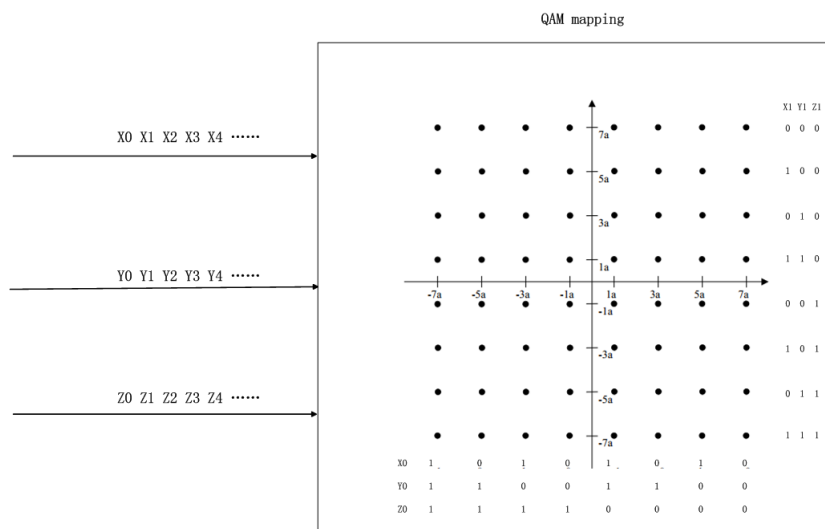 QAM mapping
X1 Y1 Z1
0 0 0
7a
X0 X1 X2 X3 X4 ······
1 0 0
5a
0 1 0
3a
1 1 0
1a
Y0 Y1 Y2 Y3 Y4 ······
-7a -5a -3a -1a 1a 3a 5a 7a
0 0 1
-1a
1 0 1
-3a
0 1 1
-5a
Z0 Z1 Z2 Z3 Z4 ······
1 1 1
-7a
X0 1 0 1 0 1 0 1 0
Y0 1 1 0 0 1 1 0 0
Z0 1 1 1 1 0 0 0 0